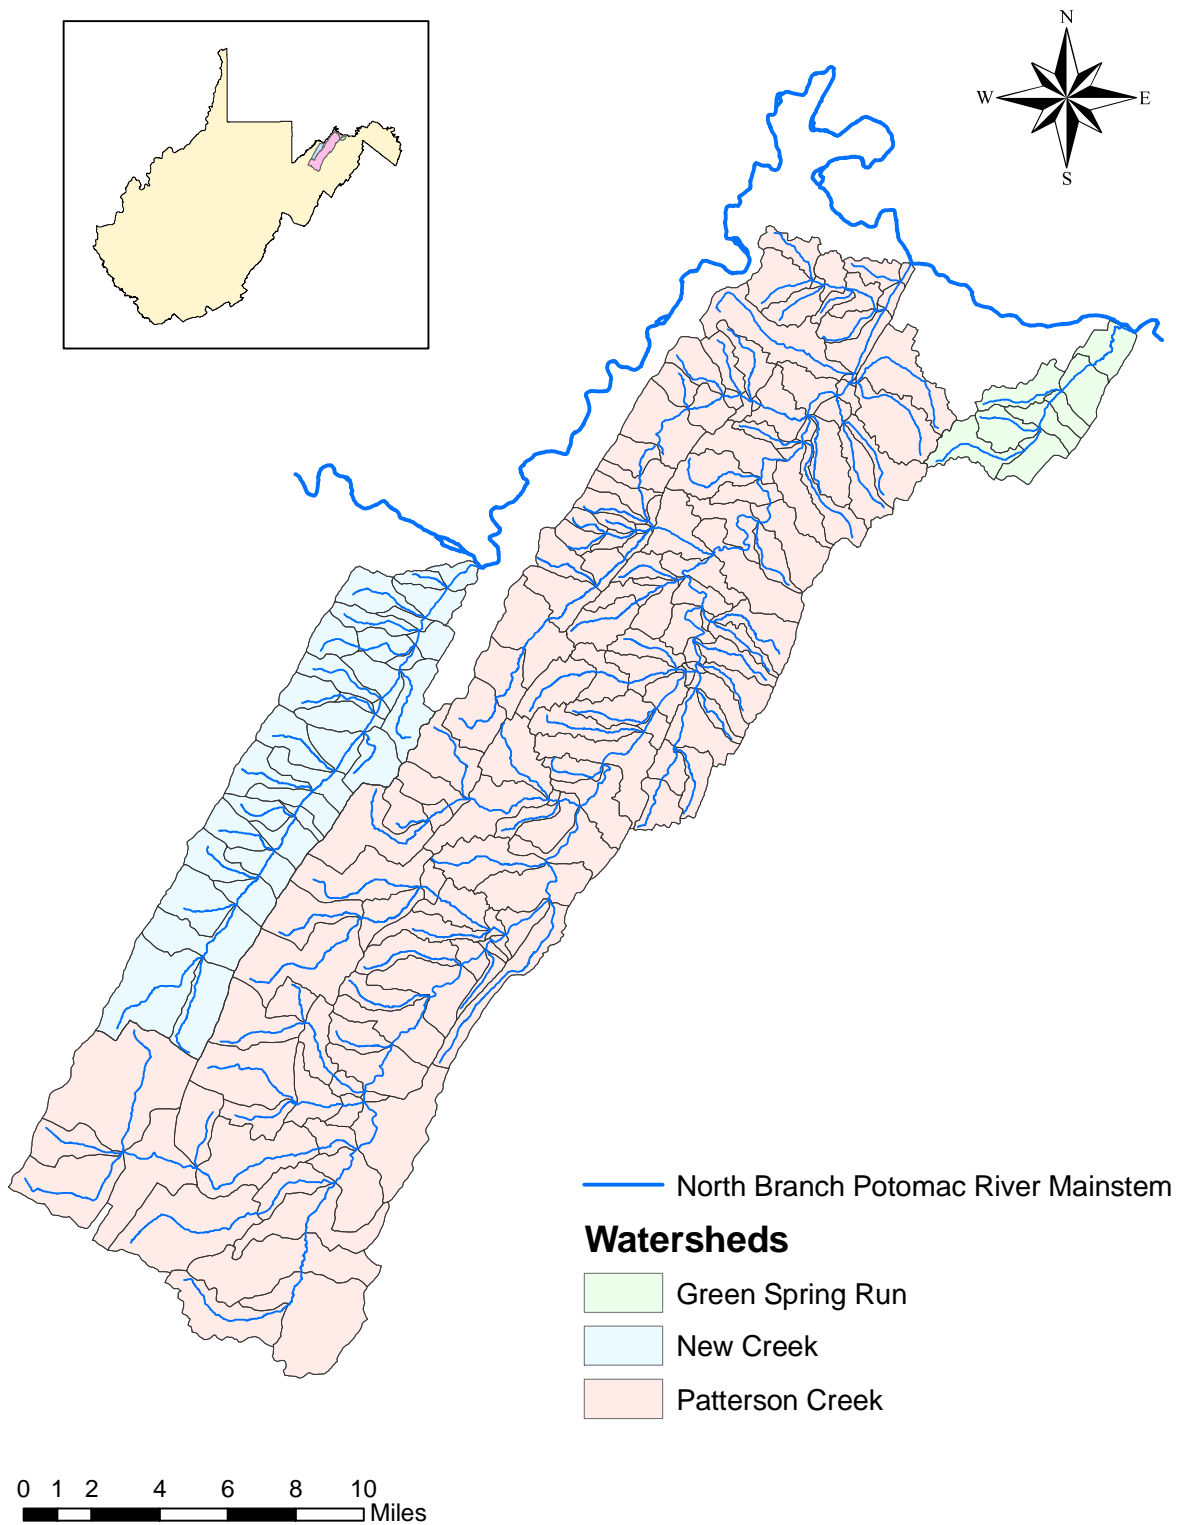 N
W E
S
North Branch Potomac River Mainstem
Watersheds
Green Spring Run
New Creek
Patterson Creek
0 1 2 4 6 8 10
Miles